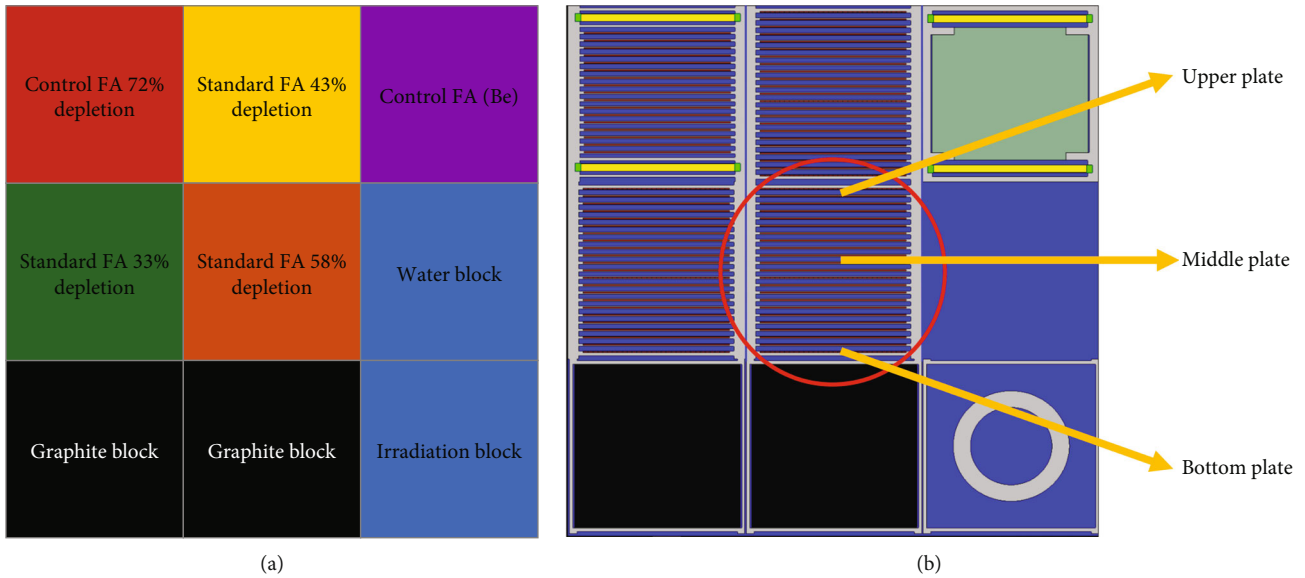 Control FA 72%
depletion
Standard FA 43%
depletion
Control FA (Be)
Standard FA 33%
depletion
Standard FA 58%
depletion
Water block
Graphite block
Graphite block
Irradiation block
(a)
Upper plate
Middle plate
Bottom plate
(b)